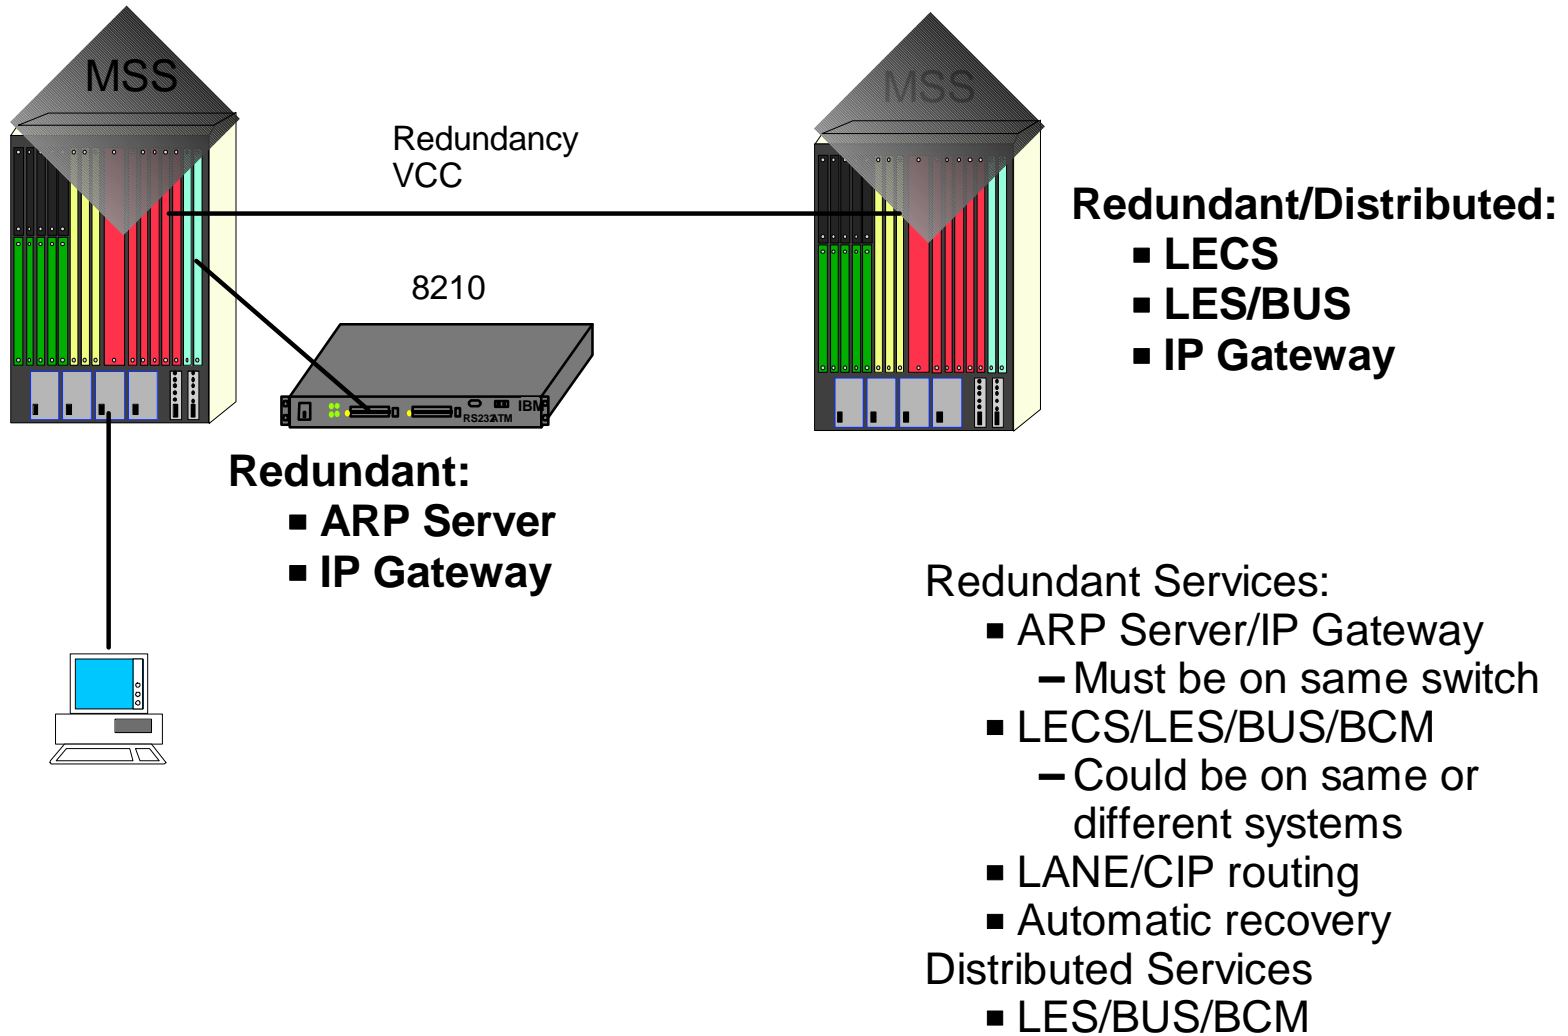 MSS
MSS
Redundancy
VCC
8210
IBM
RS232
ATM
Redundant:
■ ARP Server
■ IP Gateway
Redundant/Distributed:
■ LECS
■ LES/BUS
■ IP Gateway
Redundant Services:
■ ARP Server/IP Gateway
– Must be on same switch
■ LECS/LES/BUS/BCM
– Could be on same or
different systems
■ LANE/CIP routing
■ Automatic recovery
Distributed Services
■ LES/BUS/BCM